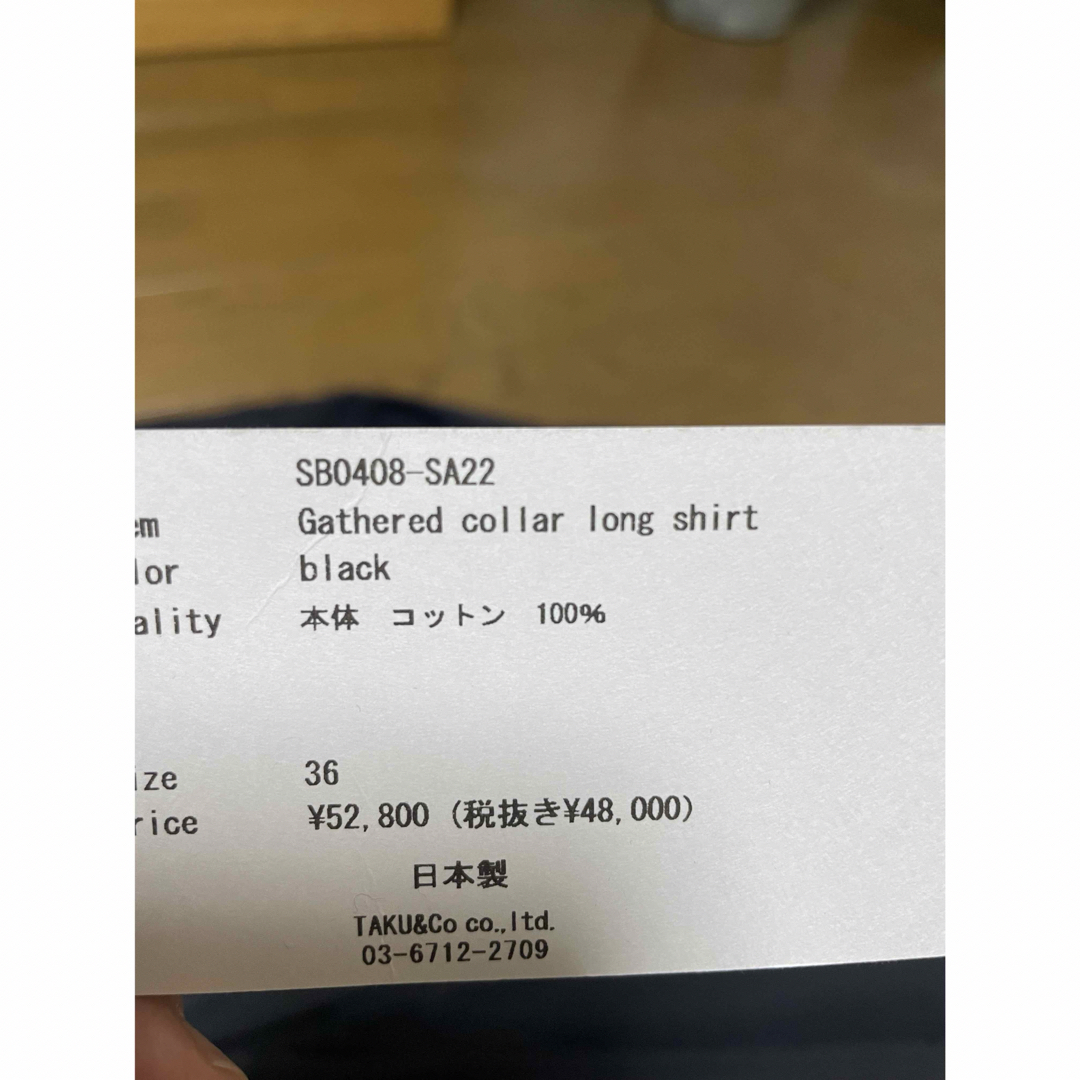 SB0408-SA22
em Gathered collar long shirt
lor black
ality 本体 コットン 100%
ize 36
rice ¥52,800 (税抜き¥48,000)
日本製
TAKU&Co co.,ltd.
03-6712-2709